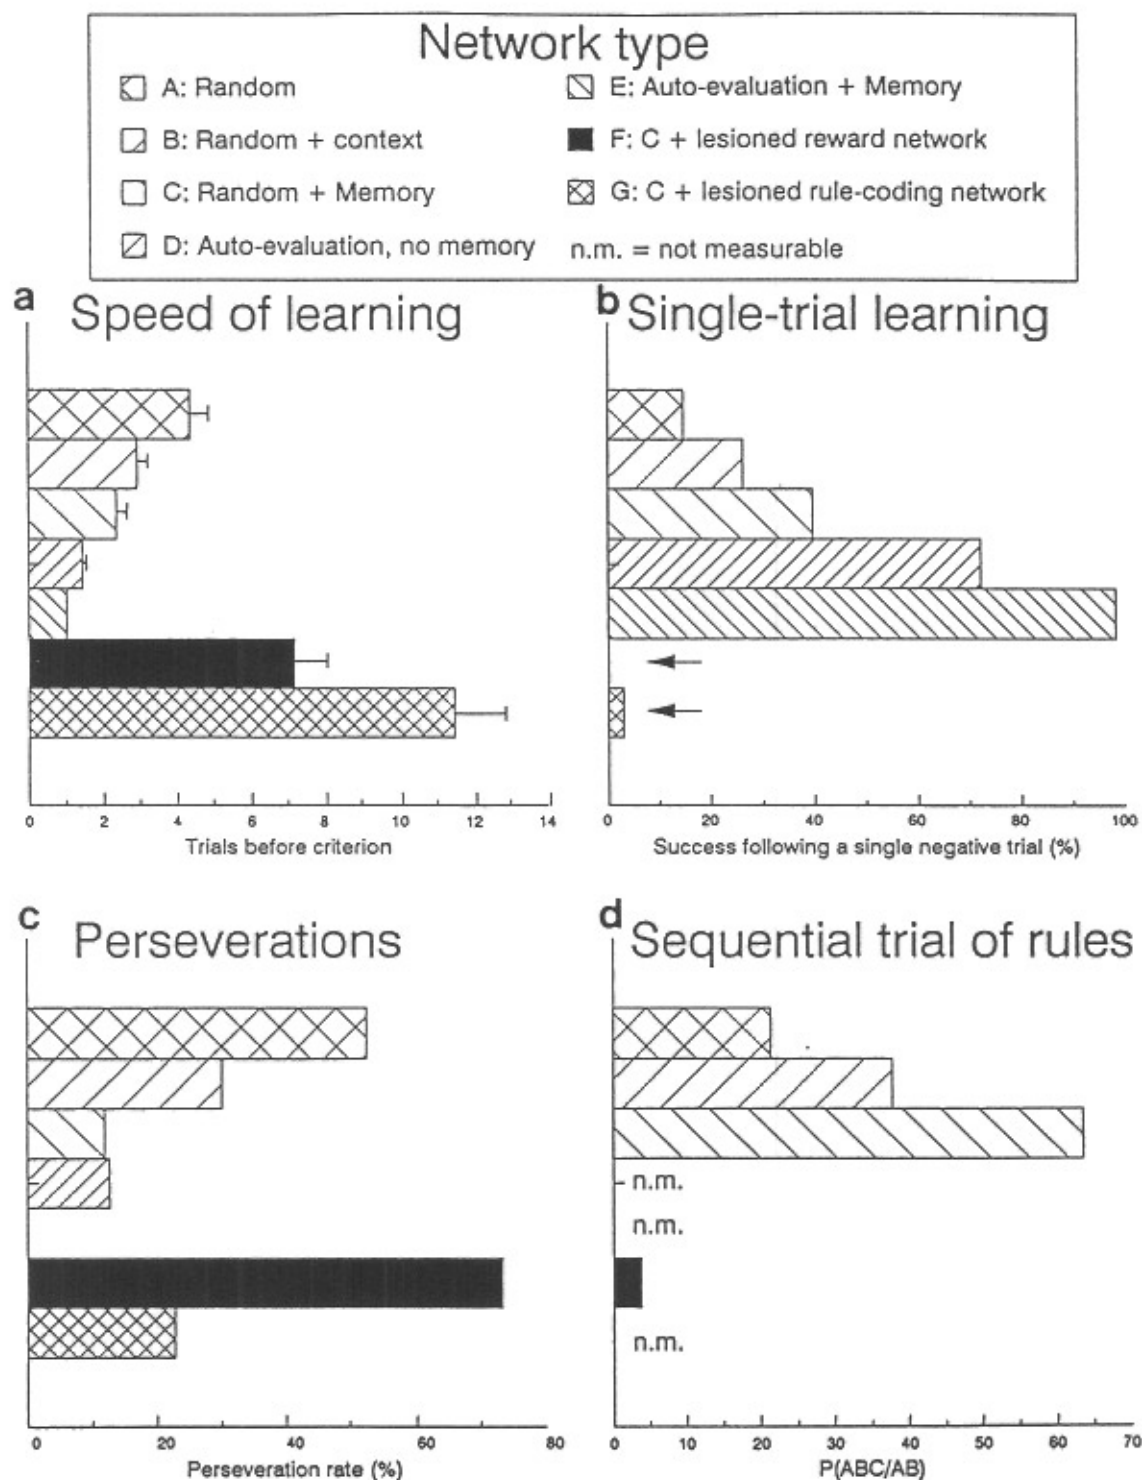 Network type
A: Random
B: Random + context
C: Random + Memory
D: Auto-evaluation, no memory
E: Auto-evaluation + Memory
F: C + lesioned reward network
G: C + lesioned rule-coding network
n.m. = not measurable
a Speed of learning
0 2 4 6 8 10 12 14
Trials before criterion
b Single-trial learning
0 20 40 60 80 100
Success following a single negative trial (%)
c Perseverations
0 20 40 60 80
Perseveration rate (%)
d Sequential trial of rules
n.m.
n.m.
n.m.
0 10 20 30 40 50 60 70
P(ABC/AB)